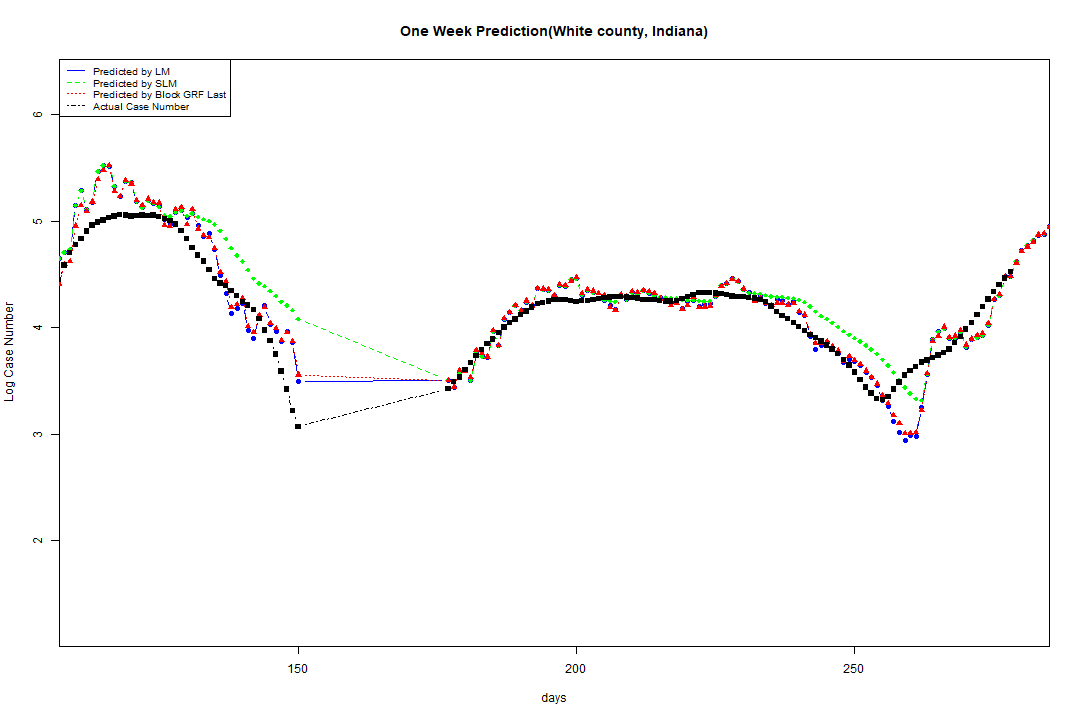 One Week Prediction(White county, Indiana)
Predicted by LM
Predicted by SLM
Predicted by Block GRF Last
Actual Case Number
6
5
4
3
2
Log Case Number
150
200
250
days